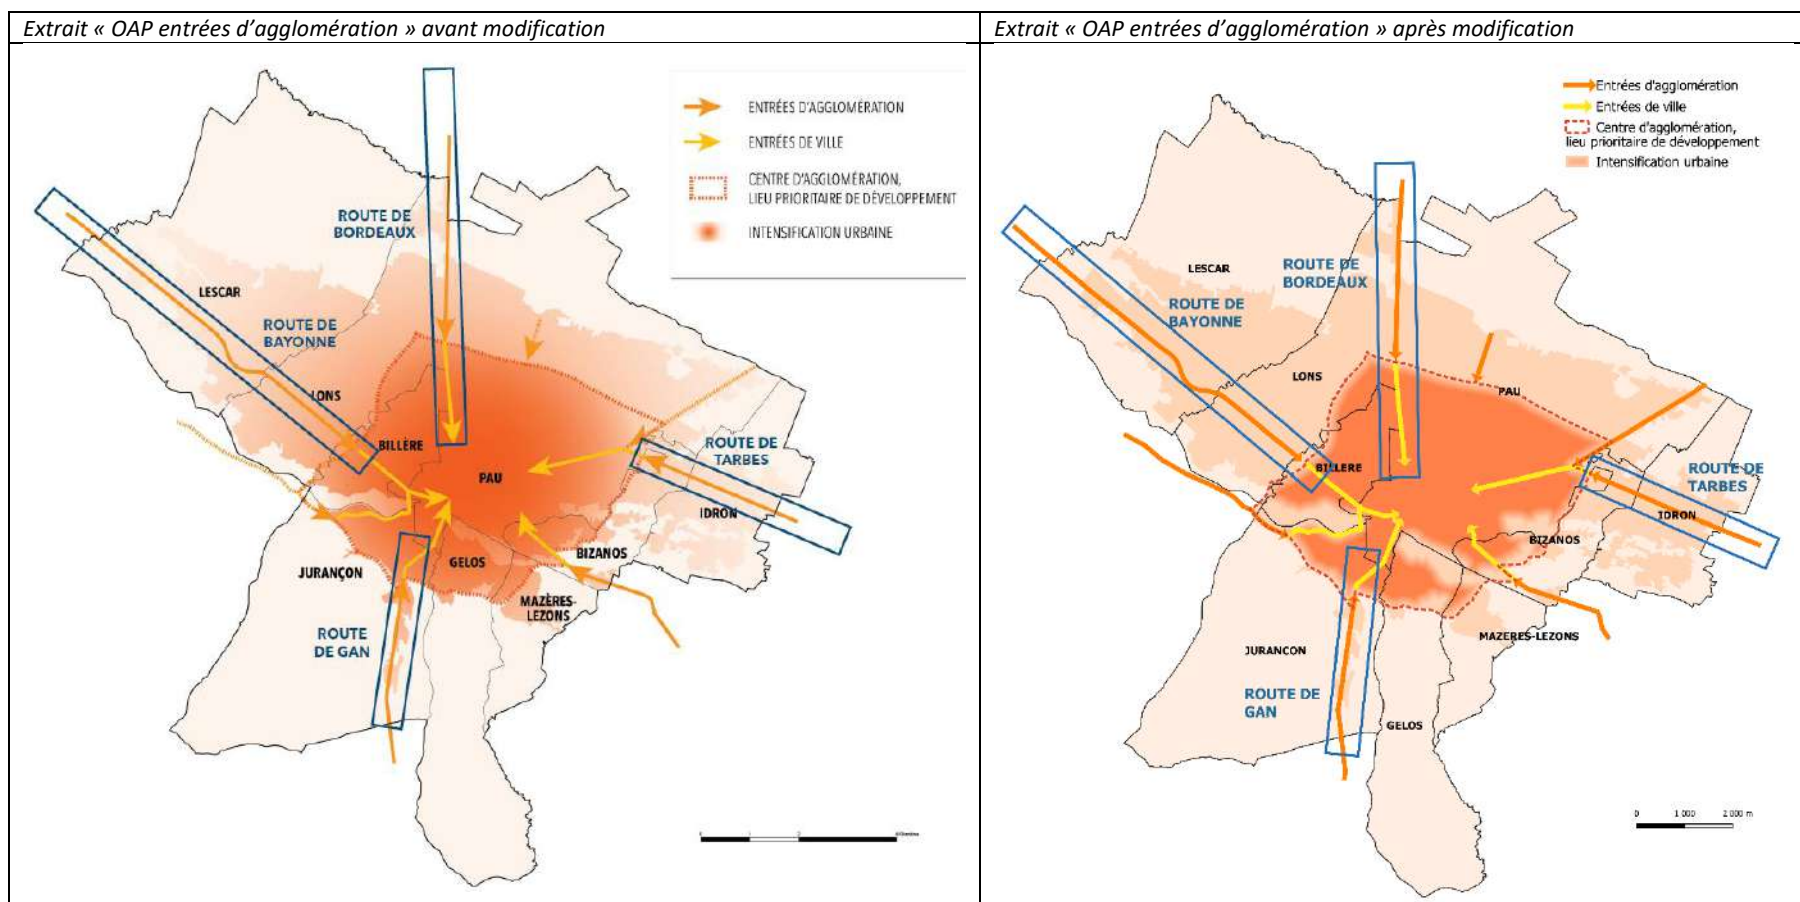 Extrait « OAP entrées d’agglomération » avant modification
ENTRÉES D'AGGLOMÉRATION
ENTRÉES DE VILLE
CENTRE D'AGGLOMÉRATION,
LIEU PRIORITAIRE DE DÉVELOPPEMENT
INTENSIFICATION URBAINE
ROUTE DE
BORDEAUX
LESCAR
ROUTE DE
BAYONNE
LONS
BILLÈRE
ROUTE DE
TARBES
PAU
IDRON
BIZANOS
GELOS
JURANÇON
MAZÈRES-
LEZONS
ROUTE
DE GAN
Extrait « OAP entrées d’agglomération » après modification
Entrées d'agglomération
Entrées de ville
Centre d'agglomération,
lieu prioritaire de développement
Intensification urbaine
LESCAR
ROUTE DE
BORDEAUX
ROUTE DE
BAYONNE
LONS
PAU
BILLERE
ROUTE DE
TARBES
IDRON
BIZANOS
MAZERES-LEZONS
JURANCON
ROUTE DE
GAN
GELOS
0 1 000 2 000 m